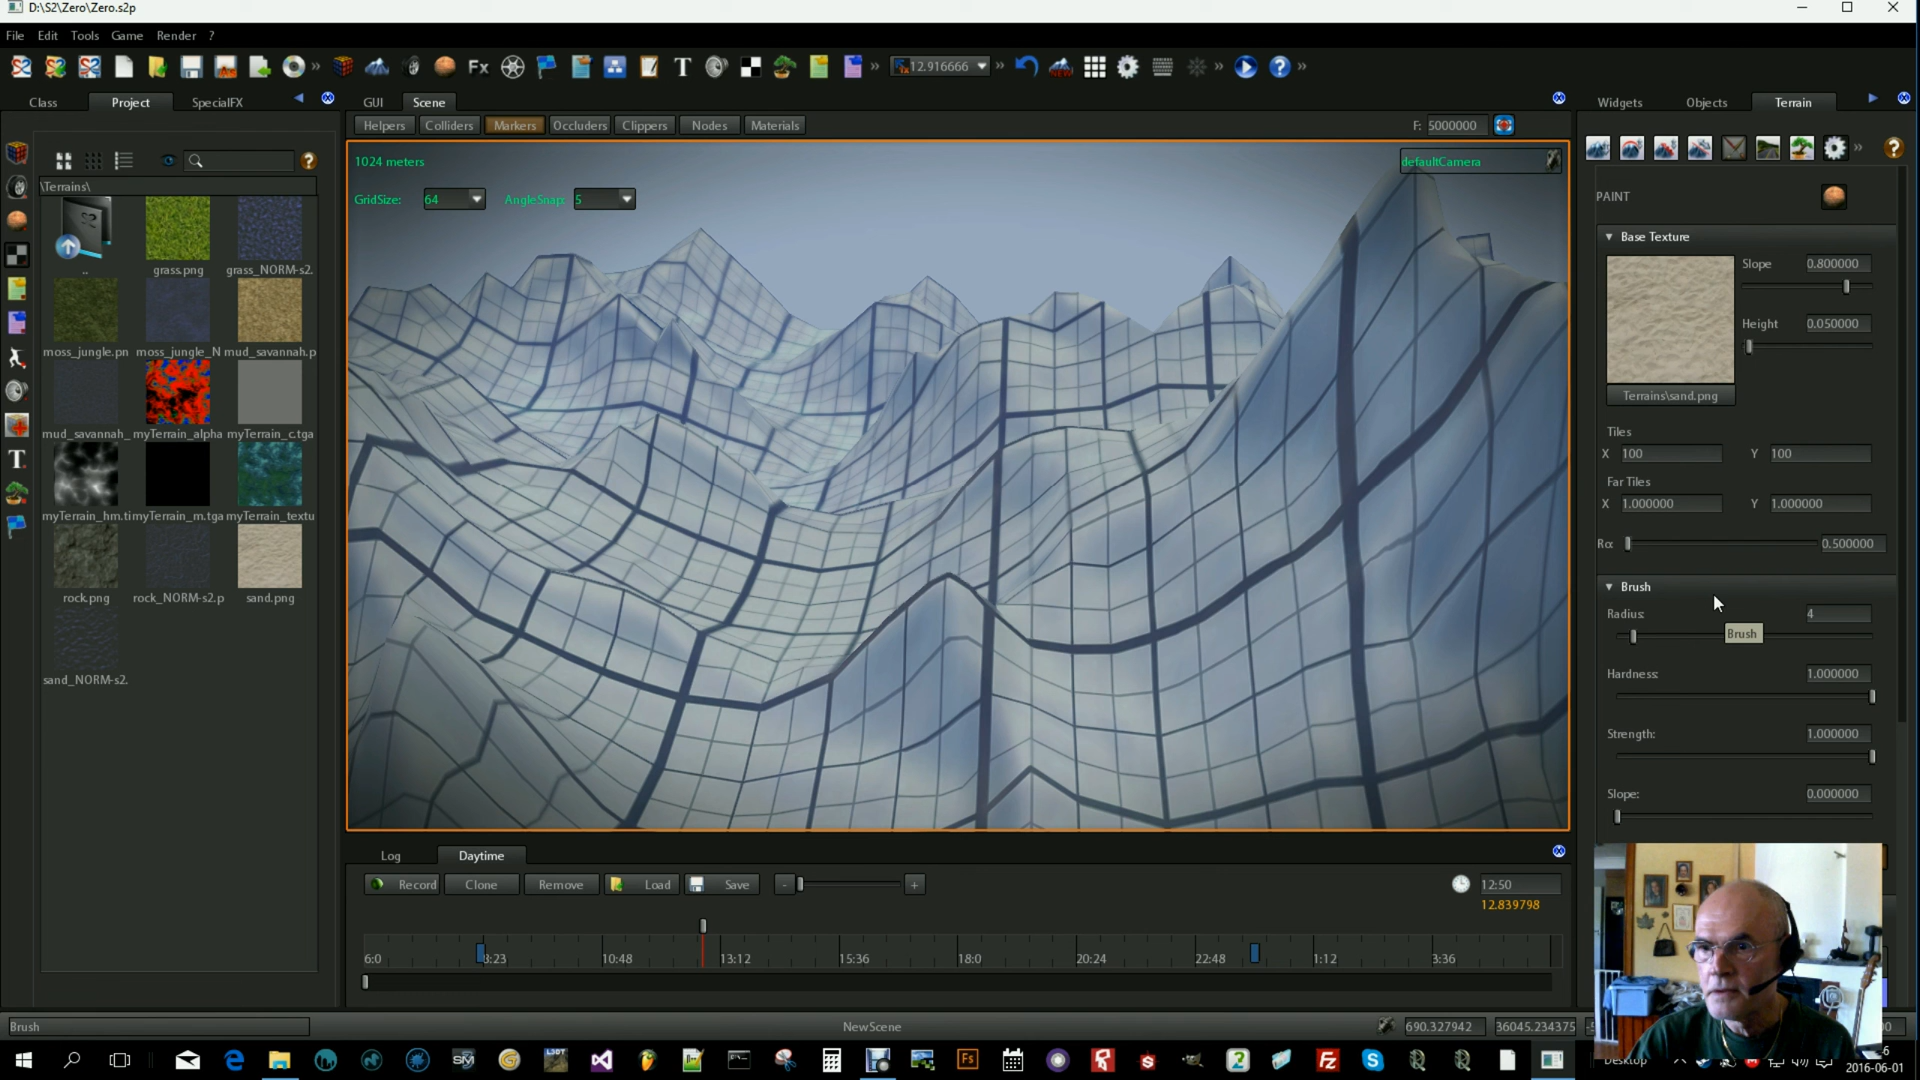 D:\S2\Zero\Zero.s2p
File Edit Tools Game Render ?
Fx T 12.916666
Class Project SpecialFX GUI Scene Widgets Objects Terrain
Helpers Colliders Markers Occluders Clippers Nodes Materials F: 5000000
\Terrains\
..
grass.png
grass_NORM-s2.
moss_jungle.pn
moss_jungle_N
mud_savannah.p
mud_savannah_
myTerrain_alpha
myTerrain_c.tga
myTerrain_hm.ti
myTerrain_m.tga
myTerrain_textu
rock.png
rock_NORM-s2.p
sand.png
sand_NORM-s2.
1024 meters
defaultCamera
GridSize: 64 AngleSnap: 5
PAINT
Base Texture
Slope 0.800000
Height 0.050000
Terrains\sand.png
Tiles
X 100 Y 100
Far Tiles
X 1.000000 Y 1.000000
0.500000
Brush
Radius: 4
Brush
Hardness: 1.000000
Strength: 1.000000
Slope: 0.000000
Log Daytime
Record Clone Remove Load Save - + 12:50
12.839798
6:0 8:23 10:48 13:12 15:36 18:0 20:24 22:48 1:12 3:36
Brush NewScene 690.327942 36045.234375
Desktop
2016-06-01